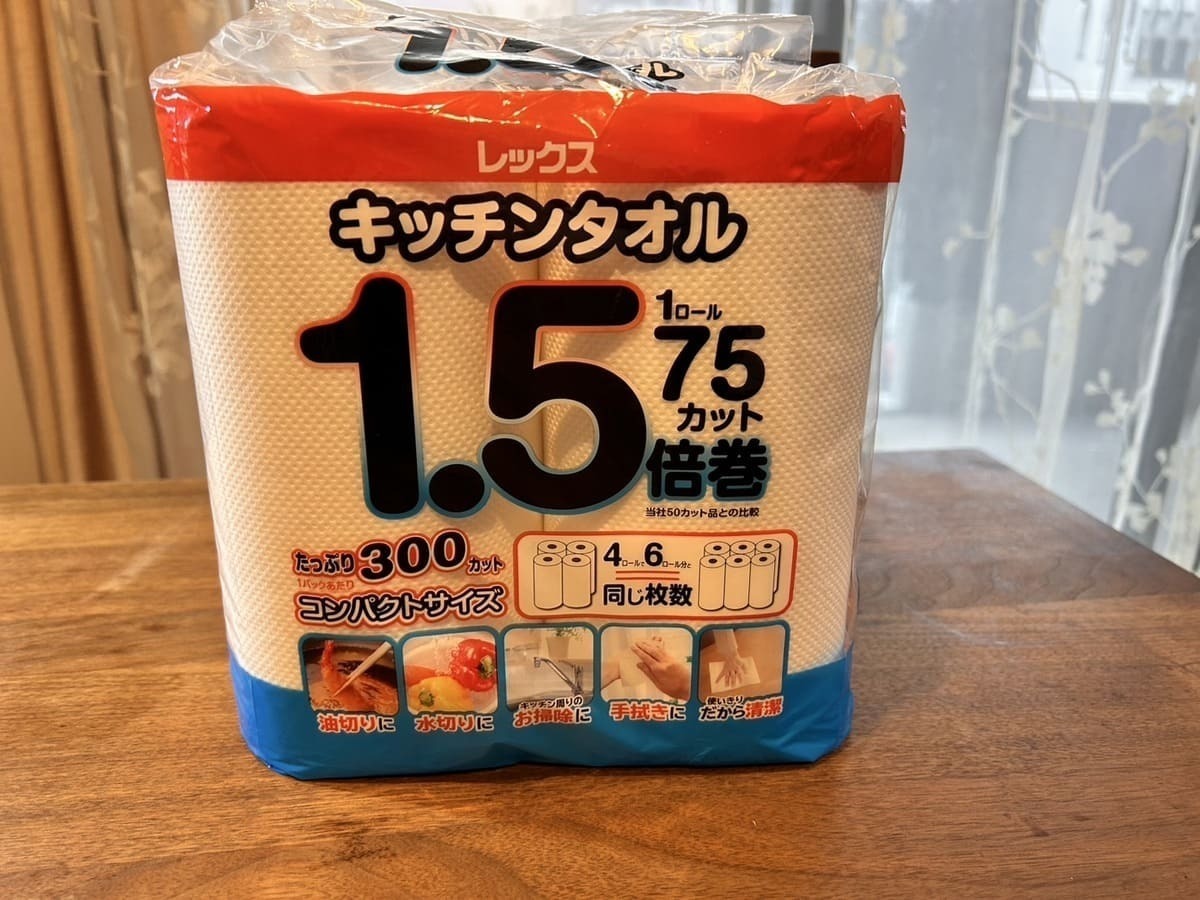 レックス
キッチンタオル
1.5
1ロール
75
カット
倍巻
当社50カット品との比較
たっぷり300カット
1パックあたり
コンパクトサイズ
4ロールで6ロール分と
同じ枚数
油切りに
水切りに
キッチン周りの
お掃除に
手拭きに
使いきり
だから清潔